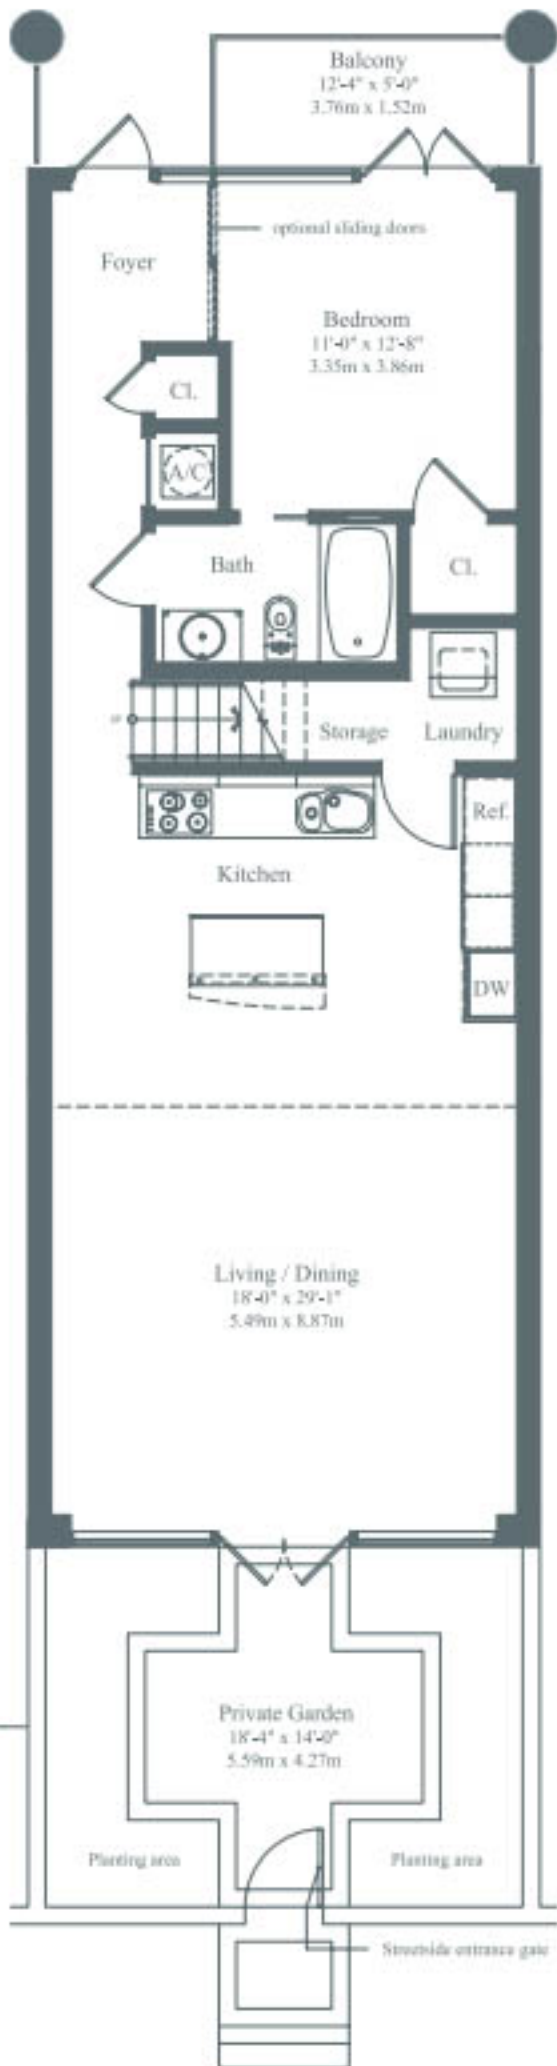 Balcony
12'-4" x 5'-0"
3.76m x 1.52m
optional sliding doors
Foyer
Bedroom
11'-0" x 12'-8"
3.35m x 3.86m
Cl.
A/C
Bath
Cl.
Storage
Laundry
Ref.
Kitchen
DW
Living / Dining
18'-0" x 29'-1"
5.49m x 8.87m
Private Garden
18'-4" x 14'-0"
5.59m x 4.27m
Planting area
Planting area
Streetside entrance gate